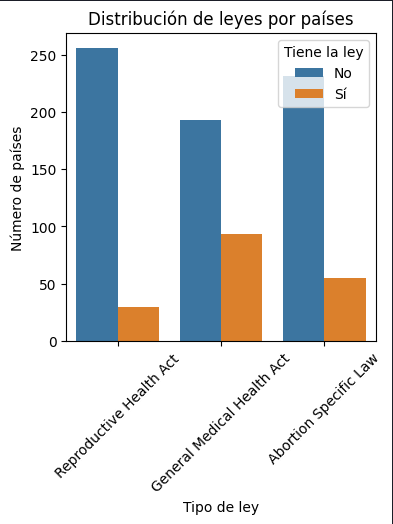 Distribución de leyes por países
Tiene la ley
No
Sí
Número de países
250
200
150
100
50
0
Reproductive Health Act
General Medical Health Act
Abortion Specific Law
Tipo de ley